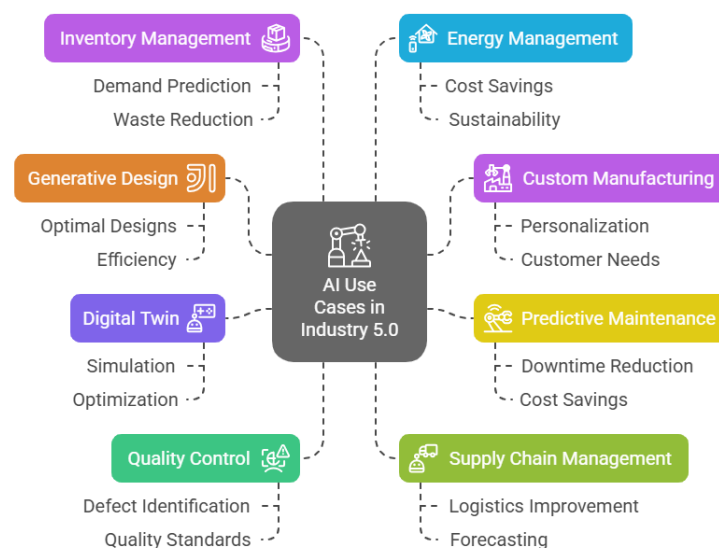 Inventory Management
Demand Prediction
Waste Reduction
Energy Management
Cost Savings
Sustainability
Generative Design
Optimal Designs
Efficiency
Custom Manufacturing
Personalization
Customer Needs
AI Use
Cases in
Industry 5.0
Digital Twin
Simulation
Optimization
Predictive Maintenance
Downtime Reduction
Cost Savings
Quality Control
Defect Identification
Quality Standards
Supply Chain Management
Logistics Improvement
Forecasting